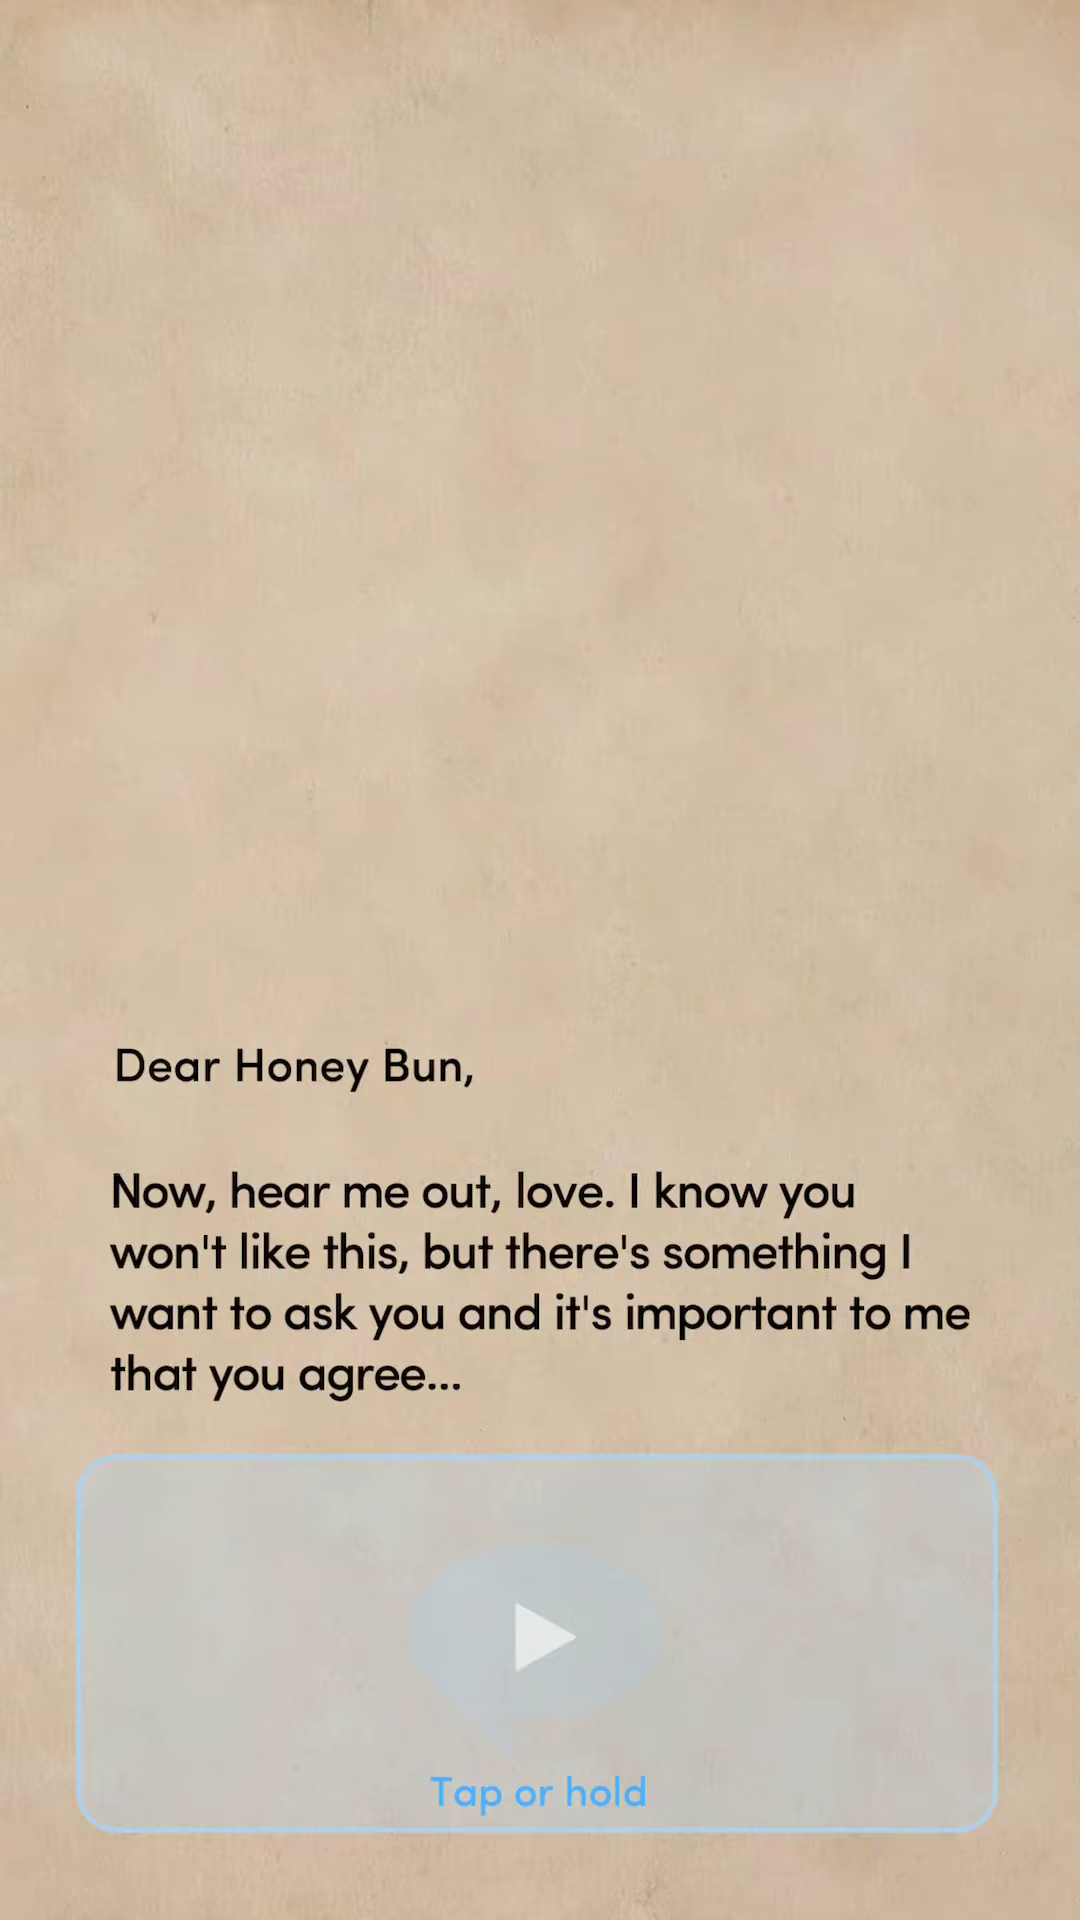 Dear Honey Bun,
Now, hear me out, love. I know you
won't like this, but there's something I
want to ask you and it's important to me
that you agree...
Tap or hold